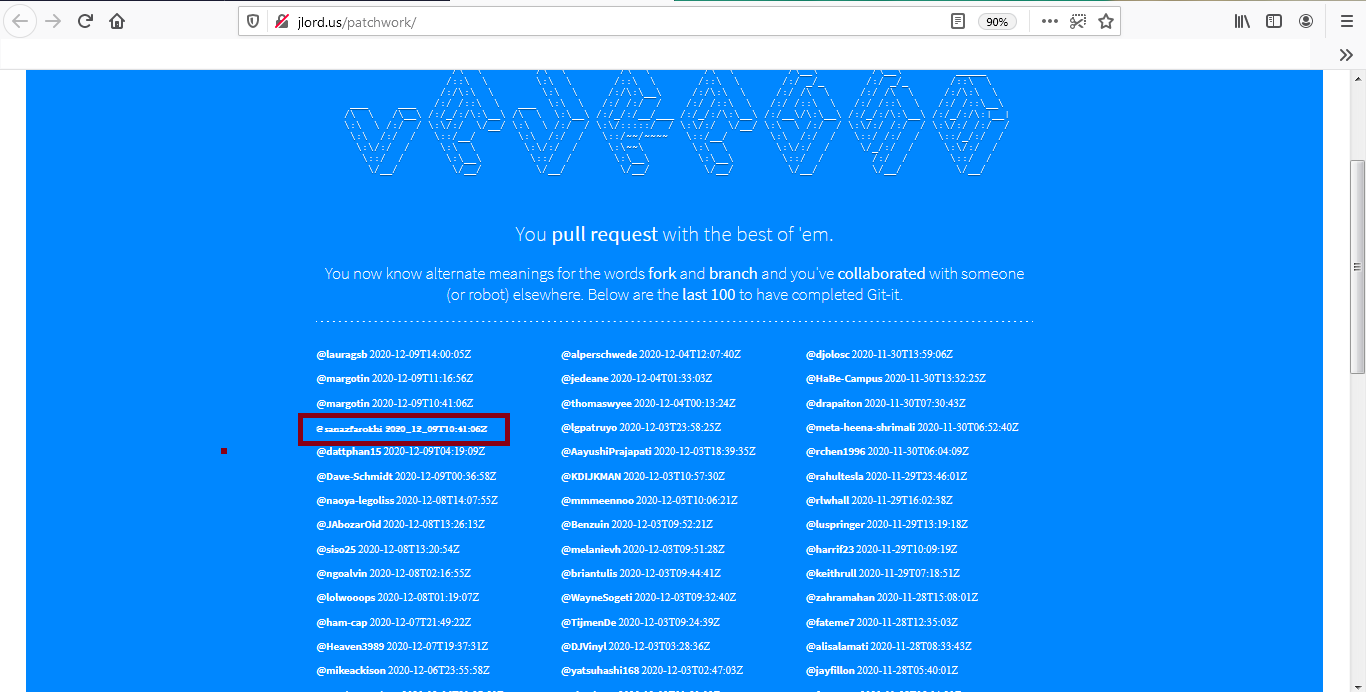 jlord.us/patchwork/
90%
You pull request with the best of 'em.
You now know alternate meanings for the words fork and branch and you've collaborated with someone
(or robot) elsewhere. Below are the last 100 to have completed Git-it.
@lauragsb 2020-12-09T14:00:05Z
@margotin 2020-12-09T11:16:56Z
@margotin 2020-12-09T10:41:06Z
@sanazfarokhi 2020_12_09T10:41:06Z
@dattphan15 2020-12-09T04:19:09Z
@Dave-Schmidt 2020-12-09T00:36:58Z
@naoya-legoliss 2020-12-08T14:07:55Z
@JAbozarOid 2020-12-08T13:26:13Z
@siso25 2020-12-08T13:20:54Z
@ngoalvin 2020-12-08T02:16:55Z
@lolwooops 2020-12-08T01:19:07Z
@ham-cap 2020-12-07T21:49:22Z
@Heaven3989 2020-12-07T19:37:31Z
@mikeackison 2020-12-06T23:55:58Z
@alperschwede 2020-12-04T12:07:40Z
@jedeane 2020-12-04T01:33:03Z
@thomaswyee 2020-12-04T00:13:24Z
@lgpatruyo 2020-12-03T23:58:25Z
@AayushiPrajapati 2020-12-03T18:39:35Z
@KDIJKMAN 2020-12-03T10:57:30Z
@mmmeennoo 2020-12-03T10:06:21Z
@Benzuin 2020-12-03T09:52:21Z
@melanievh 2020-12-03T09:51:28Z
@briantulis 2020-12-03T09:44:41Z
@WayneSogeti 2020-12-03T09:32:40Z
@TijmenDe 2020-12-03T09:24:39Z
@DJVinyl 2020-12-03T03:28:36Z
@yatsuhashi168 2020-12-03T02:47:03Z
@djolosc 2020-11-30T13:59:06Z
@HaBe-Campus 2020-11-30T13:32:25Z
@drapaiton 2020-11-30T07:30:43Z
@meta-heena-shrimali 2020-11-30T06:52:40Z
@rchen1996 2020-11-30T06:04:09Z
@rahultesla 2020-11-29T23:46:01Z
@rlwhall 2020-11-29T16:02:38Z
@luspringer 2020-11-29T13:19:18Z
@harrif23 2020-11-29T10:09:19Z
@keithrull 2020-11-29T07:18:51Z
@zahramahan 2020-11-28T15:08:01Z
@fateme7 2020-11-28T12:35:03Z
@alisalamati 2020-11-28T08:33:43Z
@jayfillon 2020-11-28T05:40:01Z